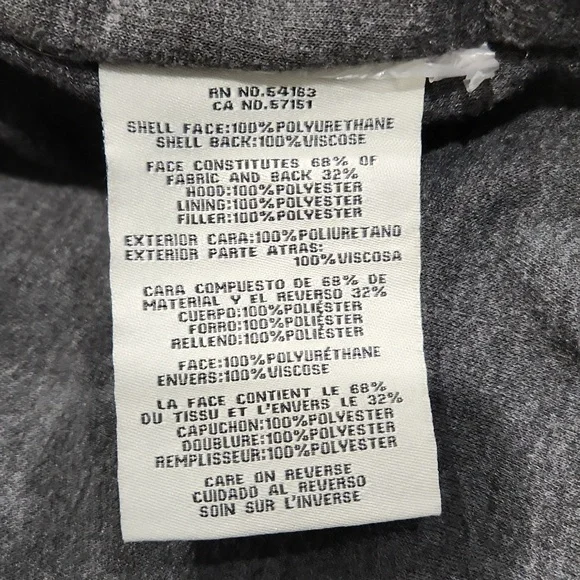 RN NO.54163
CA NO.57151
SHELL FACE:100%POLYURETHANE
SHELL BACK:100%VISCOSE
FACE CONSTITUTES 68% OF
FABRIC AND BACK 32%
HOOD:100%POLYESTER
LINING:100%POLYESTER
FILLER:100%POLYESTER
EXTERIOR CARA:100%POLIURETANO
EXTERIOR PARTE ATRAS:
100%VISCOSA
CARA COMPUESTO DE 68% DE
MATERIAL Y EL REVERSO 32%
CUERPO:100%POLIÉSTER
FORRO:100%POLIÉSTER
RELLENO:100%POLIÉSTER
FACE:100%POLYURÉTHANE
ENVERS:100%VISCOSE
LA FACE CONTIENT LE 68%
DU TISSU ET L'ENVERS LE 32%
CAPUCHON:100%POLYESTER
DOUBLURE:100%POLYESTER
REMPLISSEUR:100%POLYESTER
CARE ON REVERSE
CUIDADO AL REVERSO
SOIN SUR L'INVERSE